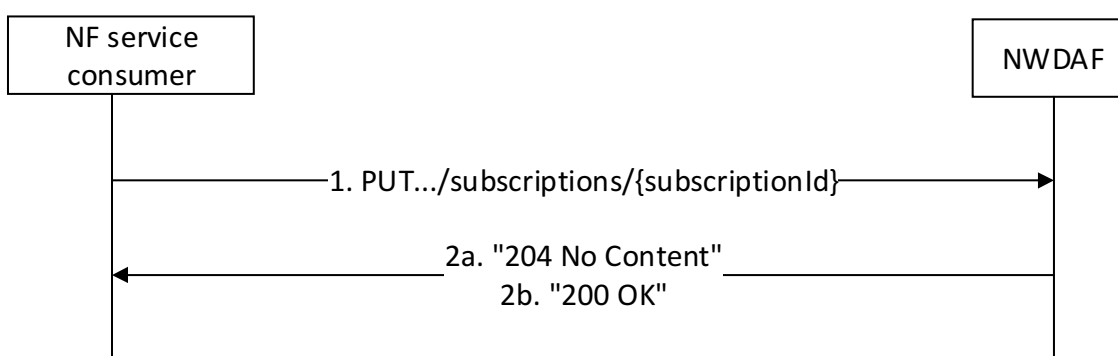 NF service
consumer
NWDAF
1. PUT.../subscriptions/{subscriptionId}
2a. "204 No Content"
2b. "200 OK"